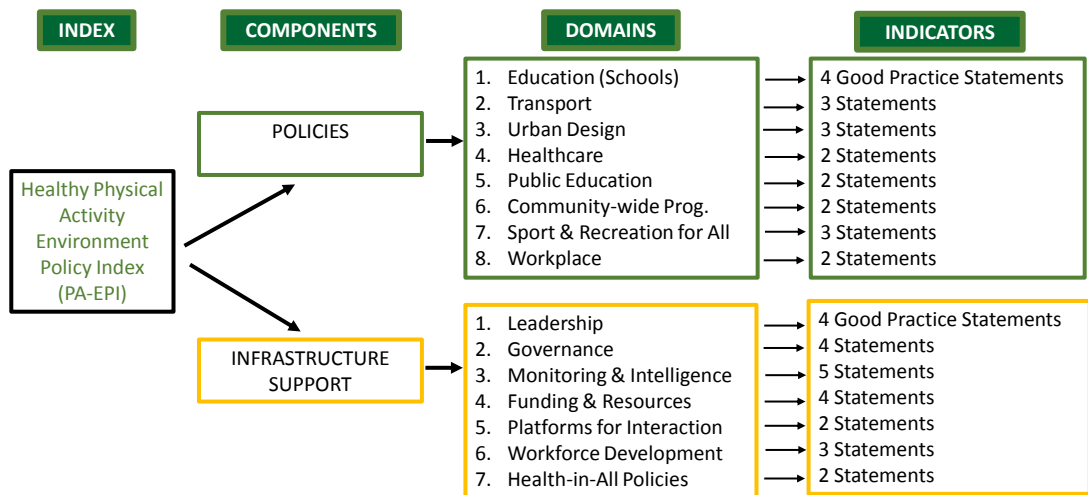 INDEX
COMPONENTS
DOMAINS
INDICATORS
Healthy Physical
Activity
Environment
Policy Index
(PA-EPI)
POLICIES
1. Education (Schools)
2. Transport
3. Urban Design
4. Healthcare
5. Public Education
6. Community-wide Prog.
7. Sport & Recreation for All
8. Workplace
4 Good Practice Statements
3 Statements
3 Statements
2 Statements
2 Statements
2 Statements
3 Statements
2 Statements
INFRASTRUCTURE
SUPPORT
1. Leadership
2. Governance
3. Monitoring & Intelligence
4. Funding & Resources
5. Platforms for Interaction
6. Workforce Development
7. Health-in-All Policies
4 Good Practice Statements
4 Statements
5 Statements
4 Statements
2 Statements
3 Statements
2 Statements